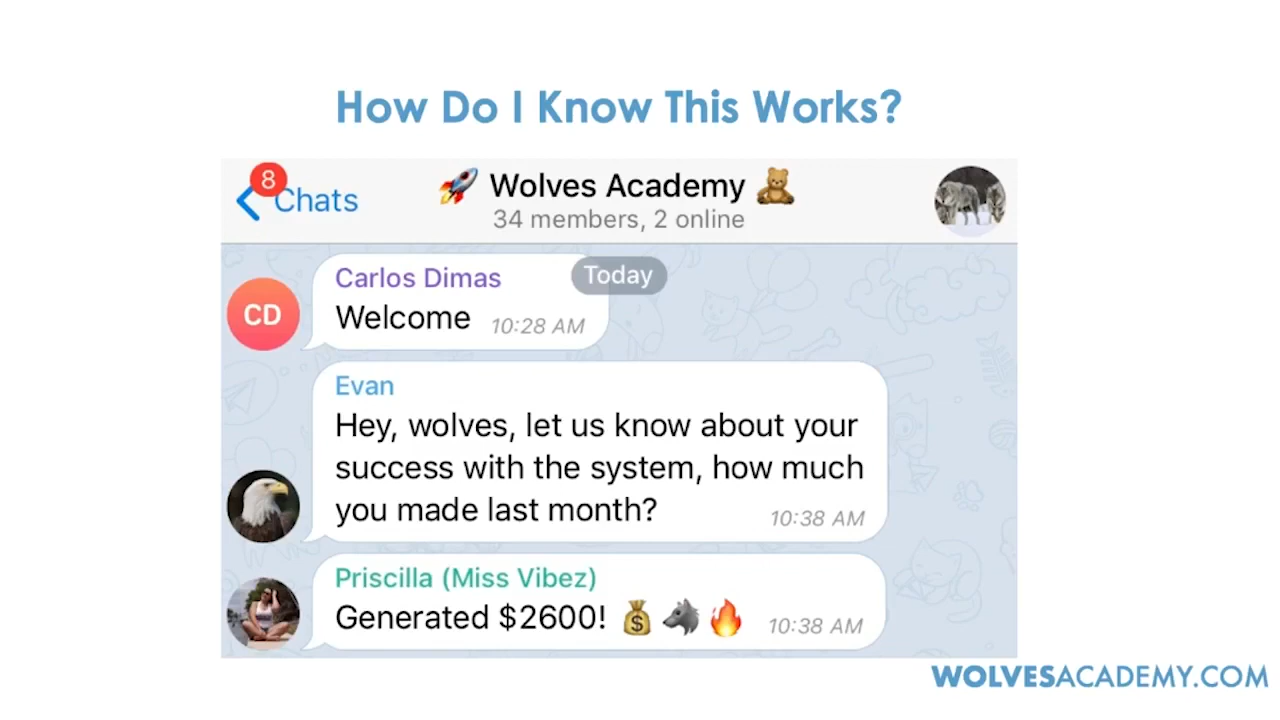 How Do I Know This Works?
8
Chats
🚀 Wolves Academy 🧸
34 members, 2 online
Today
Carlos Dimas
CD
Welcome 10:28 AM
Evan
Hey, wolves, let us know about your
success with the system, how much
you made last month? 10:38 AM
Priscilla (Miss Vibez)
Generated $2600! 💰🐺🔥 10:38 AM
WOLVESACADEMY.COM